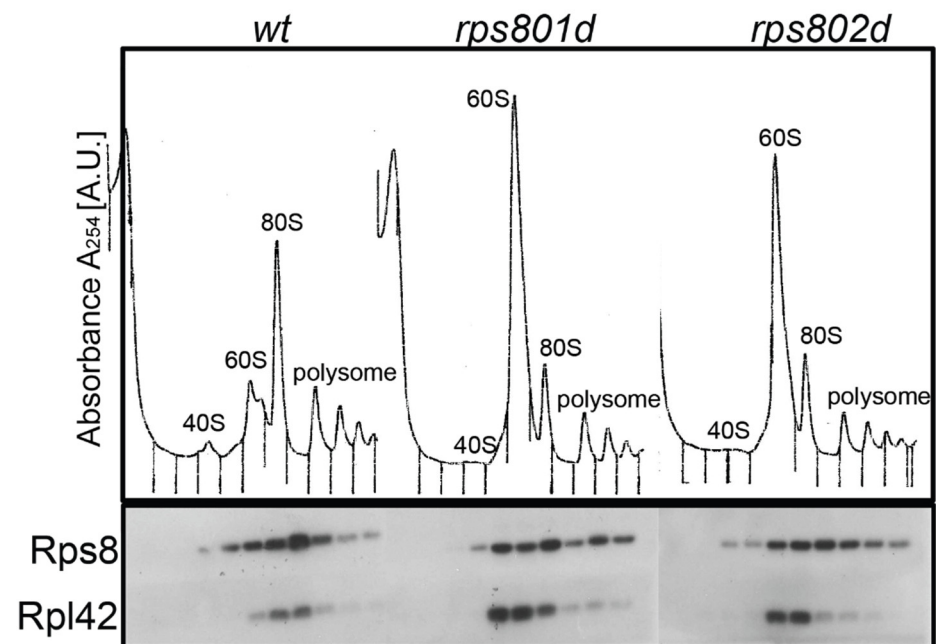 wt rps801d rps802d
60S
60S
80S
60S
80S
80S
polysome
polysome
polysome
40S
40S
40S
Absorbance A254 [A.U.]
Rps8
Rpl42